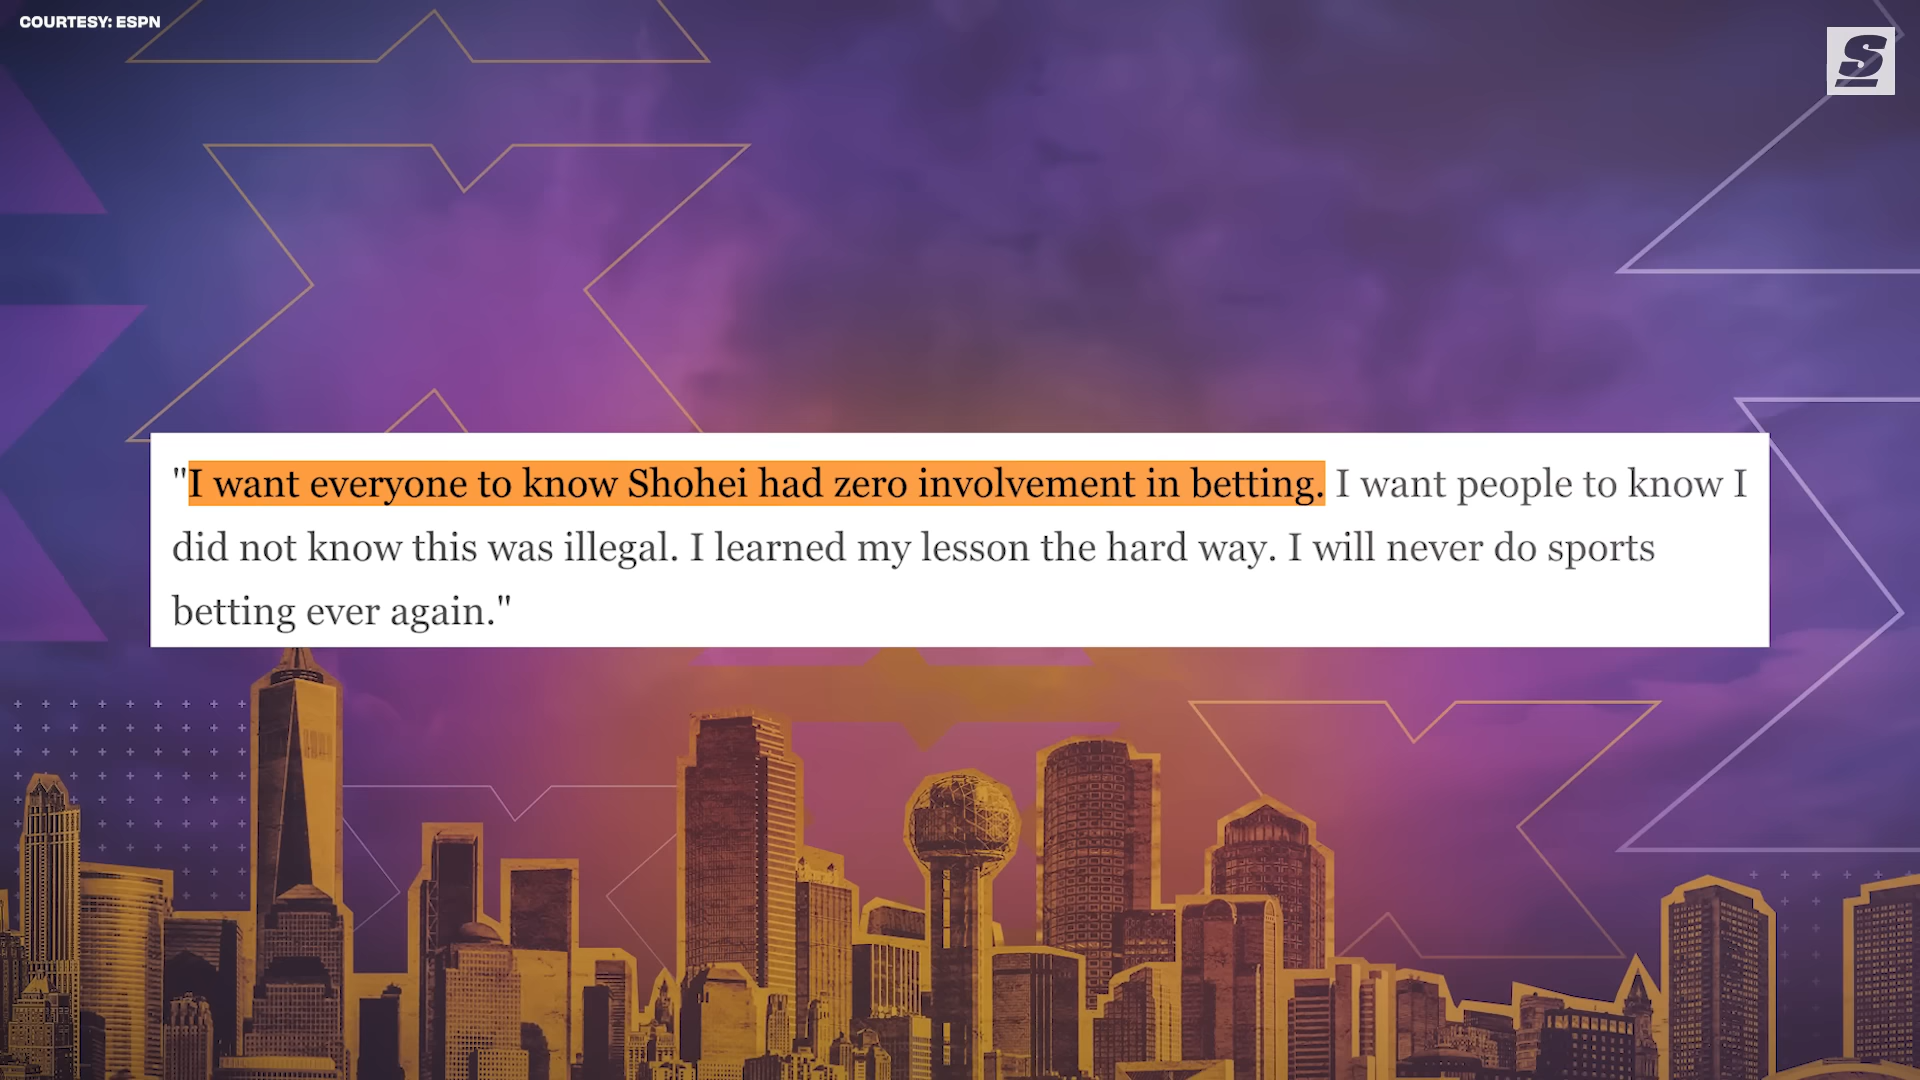 COURTESY: ESPN
S
"I want everyone to know Shohei had zero involvement in betting. I want people to know I
did not know this was illegal. I learned my lesson the hard way. I will never do sports
betting ever again."